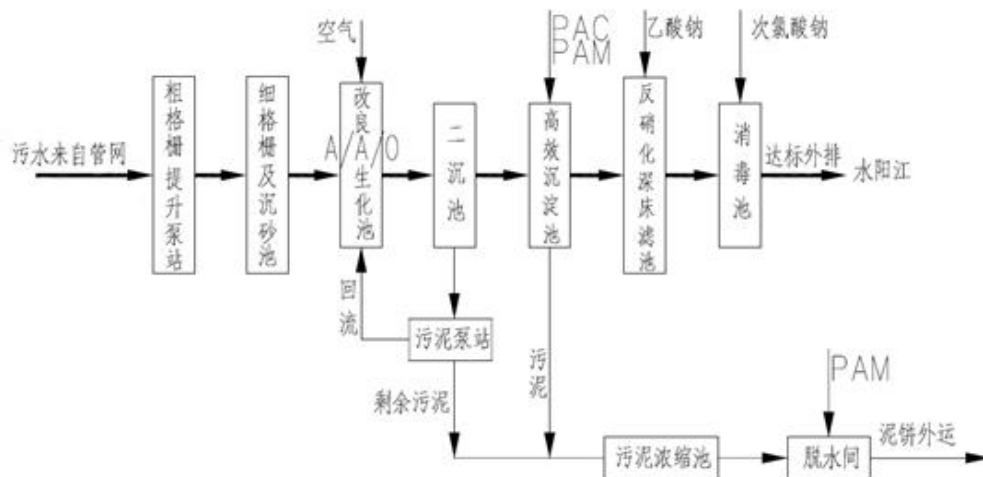 空气
PAC
PAM
乙酸钠
次氯酸钠
污水来自管网
粗格栅提升泵站
细格栅及沉砂池
改良A/A/O生化池
二沉池
高效沉淀池
反硝化深床滤池
消毒池
达标外排
水阳江
回流
污泥泵站
剩余污泥
污泥
PAM
污泥浓缩池
脱水间
泥饼外运